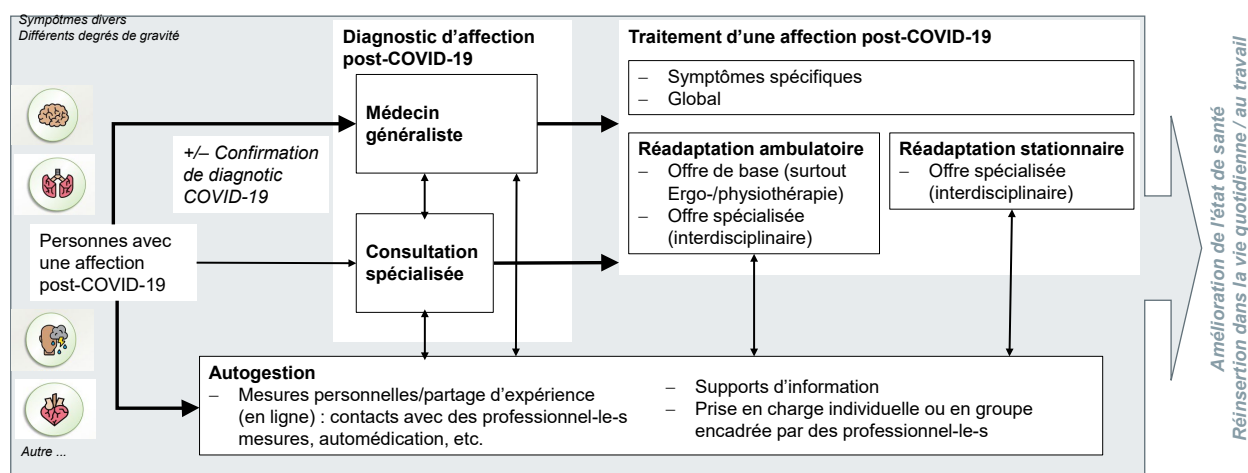 Symptômes divers
Différents degrés de gravité
Diagnostic d'affection
post-COVID-19
Traitement d'une affection post-COVID-19
– Symptômes spécifiques
– Global
Médecin
généraliste
+/– Confirmation
de diagnotic
COVID-19
Réadaptation ambulatoire
– Offre de base (surtout
Ergo-/physiothérapie)
– Offre spécialisée
(interdisciplinaire)
Réadaptation stationnaire
– Offre spécialisée
(interdisciplinaire)
Personnes avec
une affection
post-COVID-19
Consultation
spécialisée
Autogestion
– Mesures personnelles/partage d'expérience
(en ligne) : contacts avec des professionnel-le-s
mesures, automédication, etc.
– Supports d'information
– Prise en charge individuelle ou en groupe
encadrée par des professionnel-le-s
Autre ...
Amélioration de l'état de santé
Réinsertion dans la vie quotidienne / au travail